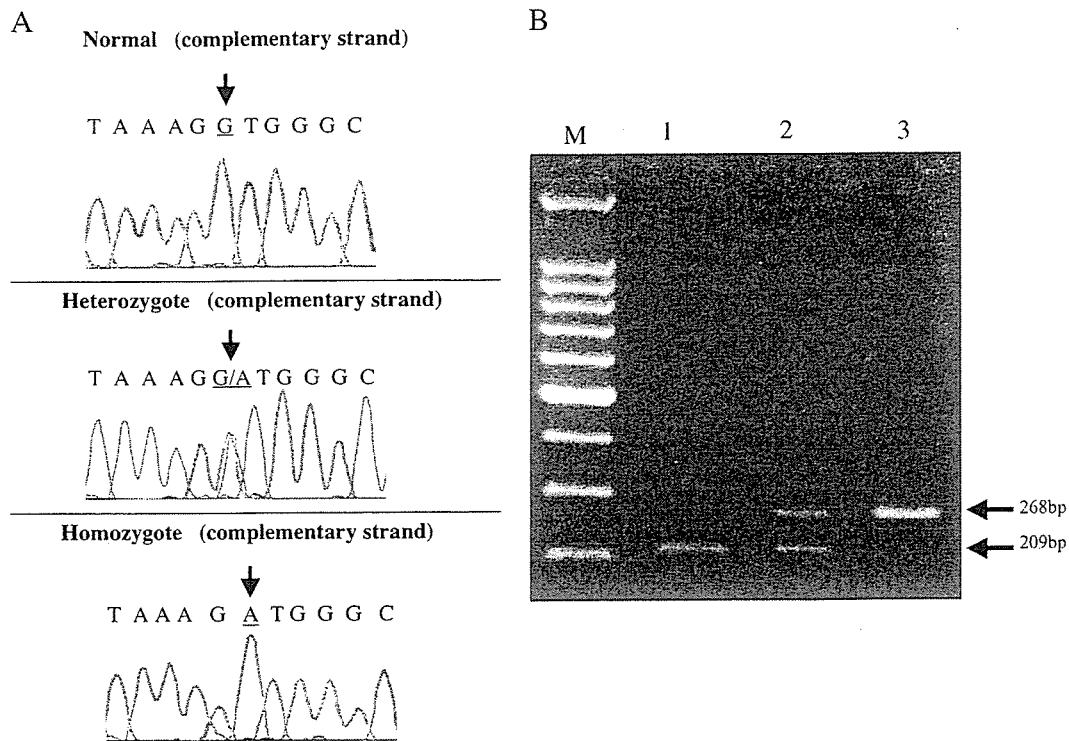 A
Normal (complementary strand)
T A A A G G T G G G C
Heterozygote (complementary strand)
T A A A G G/A T G G G C
Homozygote (complementary strand)
T A A A G A T G G G C
B
M 1 2 3
268bp
209bp